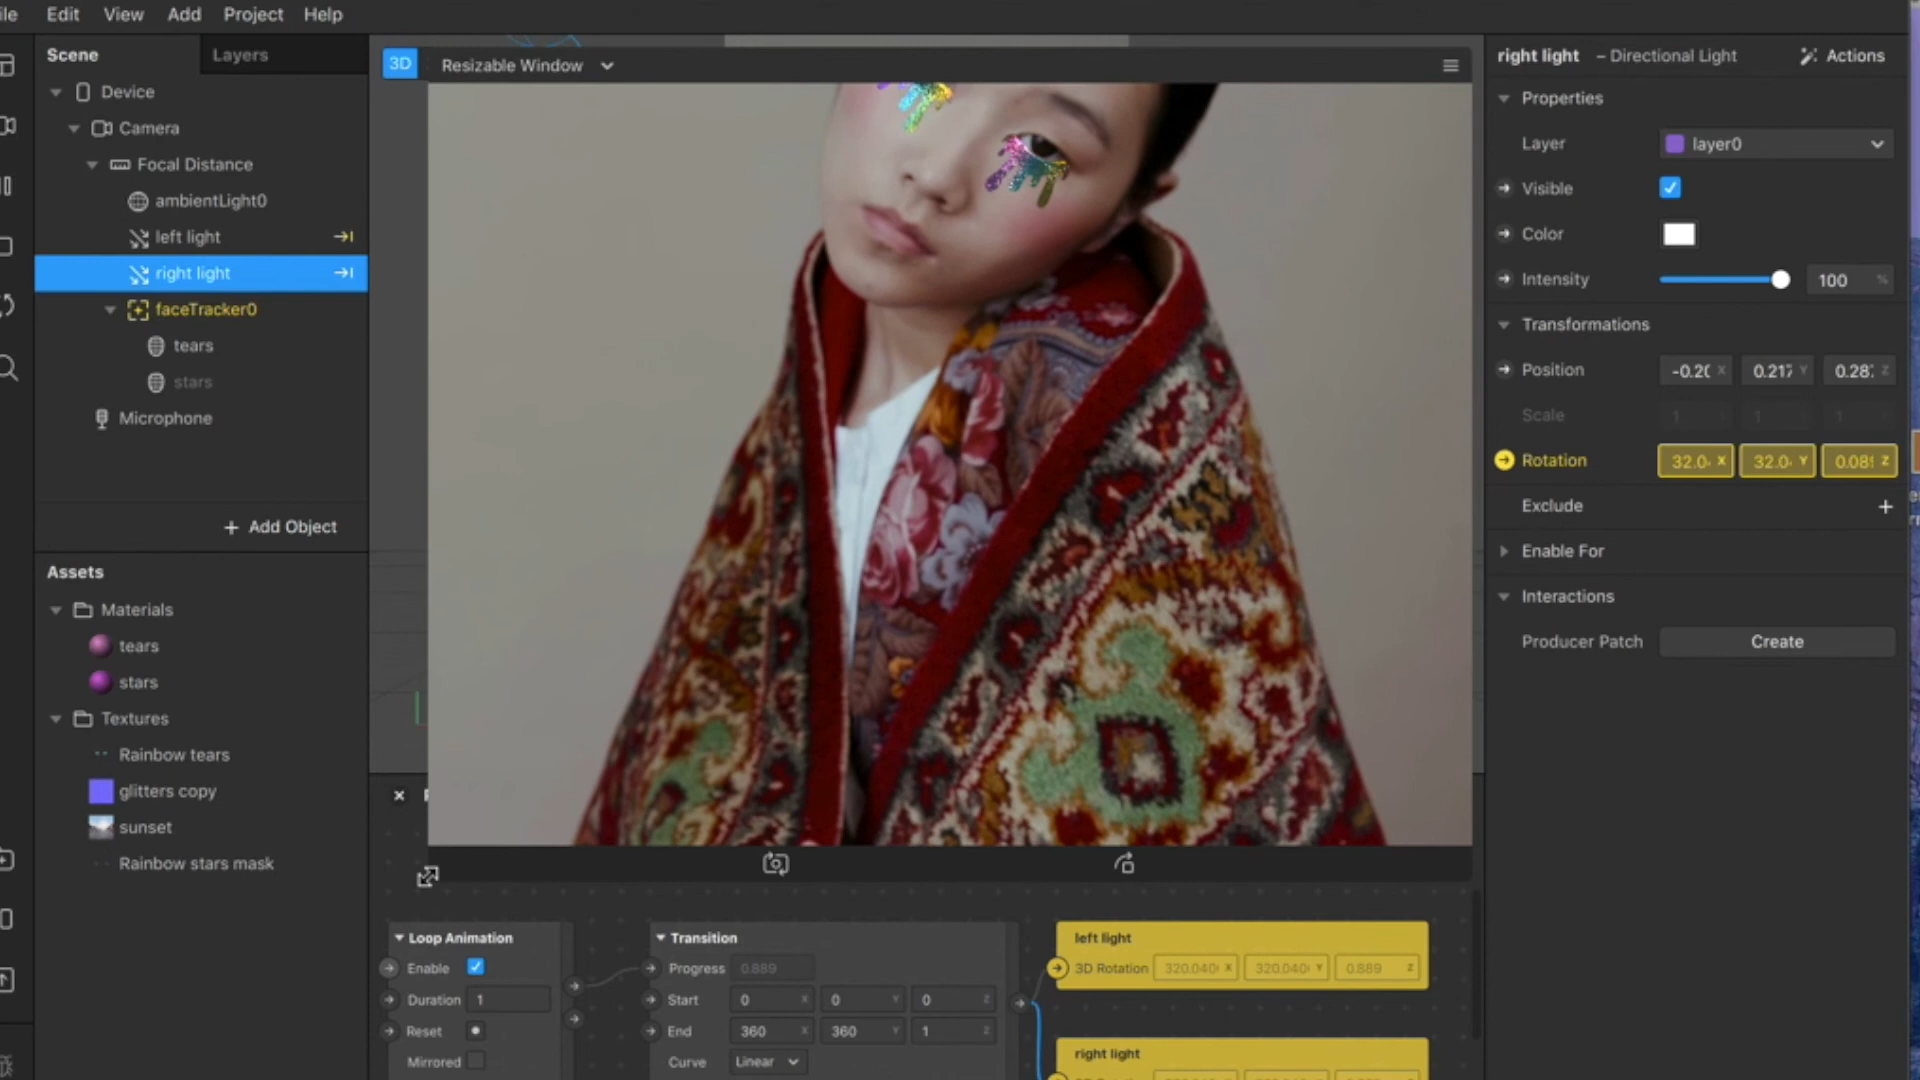 Edit View Add Project Help
Scene
Layers
Device
Camera
Focal Distance
ambientLight0
left light
right light
faceTracker0
tears
stars
Microphone
+ Add Object
Assets
Materials
tears
stars
Textures
Rainbow tears
glitters copy
sunset
Rainbow stars mask
3D
Resizable Window
Loop Animation
Enable
Duration 1
Reset
Mirrored
Transition
Progress 0.889
Start 0 X 0 Y 0 Z
End 360 X 360 Y 1 Z
Curve Linear
left light
3D Rotation 320.040 X 320.040 Y 0.889 Z
right light
right light – Directional Light
Actions
Properties
Layer layer0
Visible
Color
Intensity 100 %
Transformations
Position -0.20 X 0.217 Y 0.28 Z
Scale 1 1 1
Rotation 32.0 X 32.0 Y 0.08 Z
Exclude +
Enable For
Interactions
Producer Patch Create